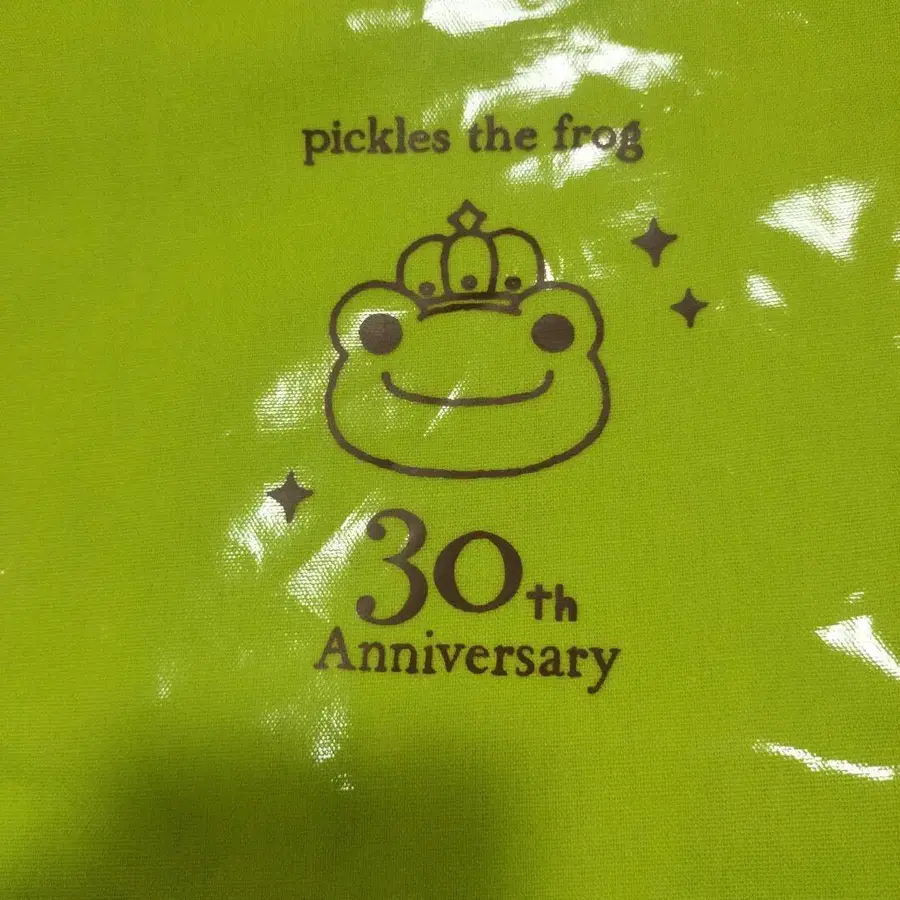 pickles the frog
30th
Anniversary